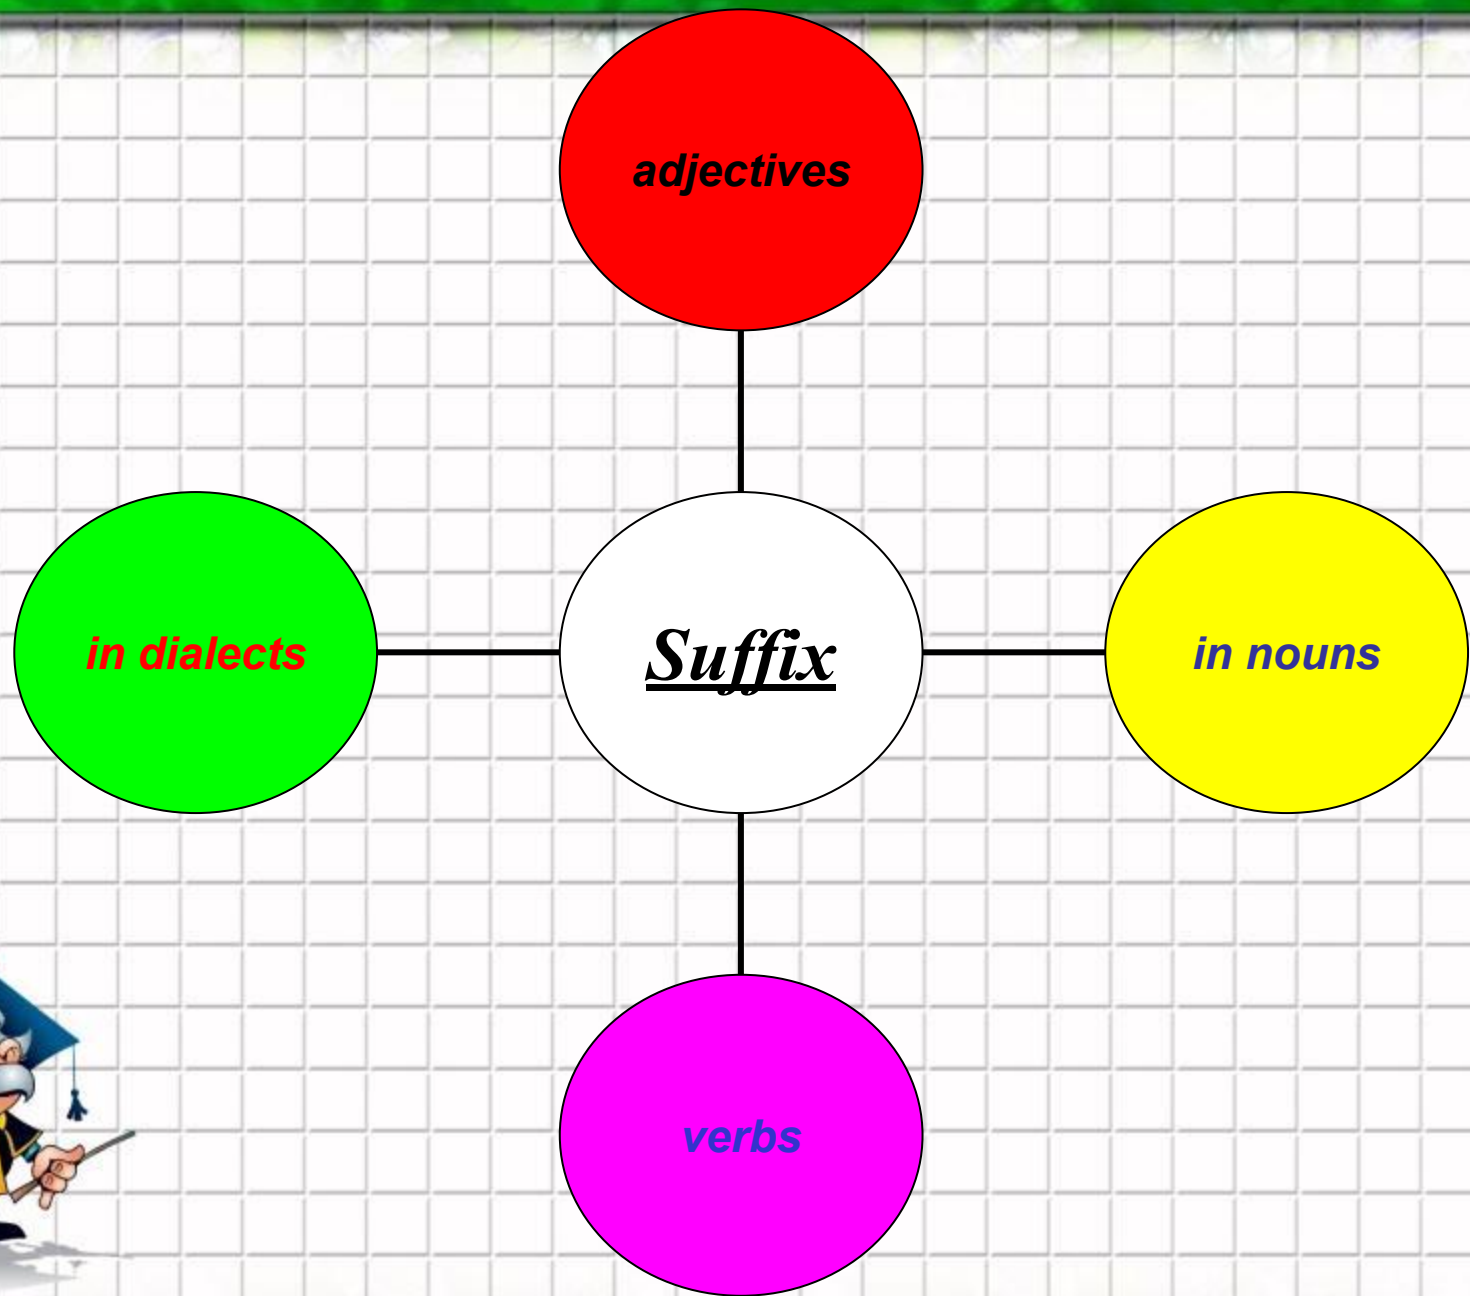 adjectives
in dialects
Suffix
in nouns
verbs